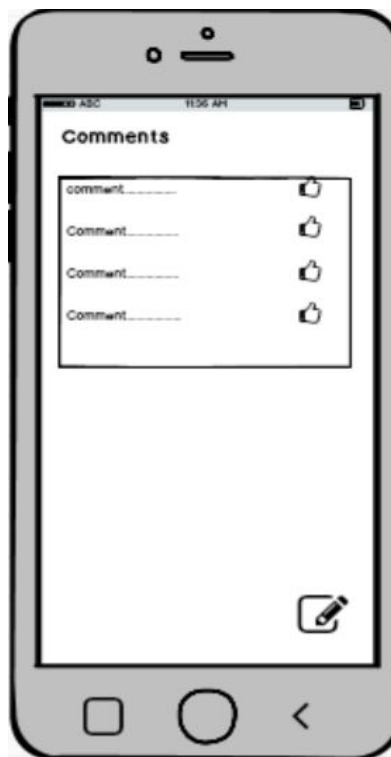 ABC 11:56 AM
Comments
comment..............
Comment..............
Comment..............
Comment...............